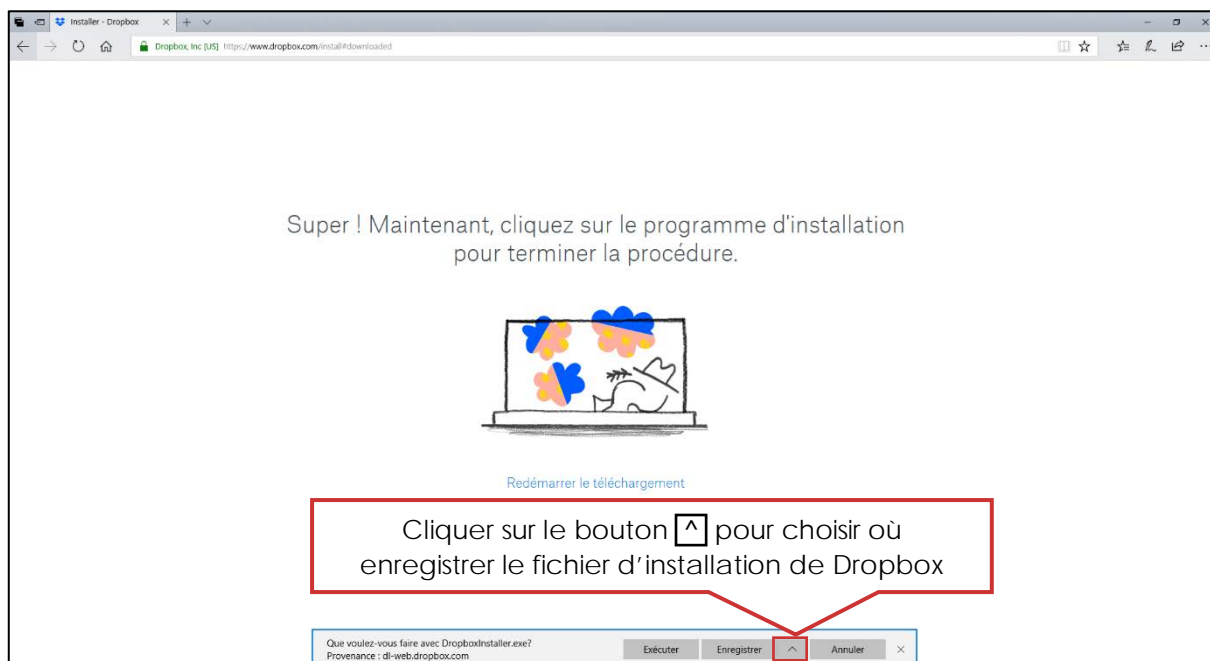 Installer - Dropbox
Dropbox, Inc [US] https://www.dropbox.com/install#downloaded
Super ! Maintenant, cliquez sur le programme d'installation
pour terminer la procédure.
Redémarrer le téléchargement
Cliquer sur le bouton ^ pour choisir où
enregistrer le fichier d'installation de Dropbox
Que voulez-vous faire avec DropboxInstaller.exe?
Provenance : dl-web.dropbox.com
Exécuter Enregistrer ^ Annuler